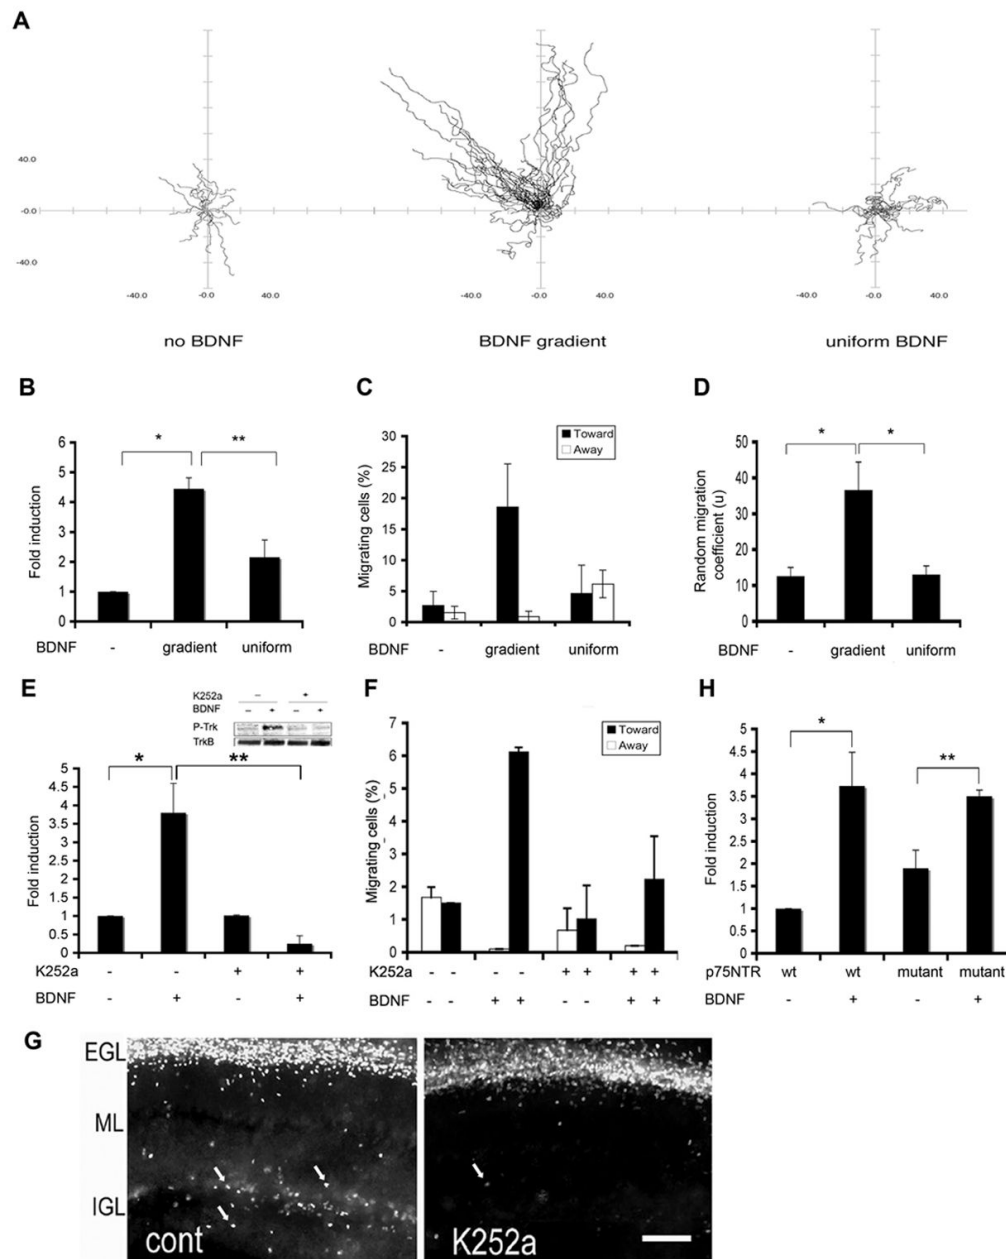 A
40.0
-0.0
-40.0
-40.0 -0.0 40.0
-40.0 -0.0 40.0
-40.0 -0.0 40.0
no BDNF
BDNF gradient
uniform BDNF
B
Fold induction
6
5
4
3
2
1
0
* **
BDNF - gradient uniform
C
Migrating cells (%)
30
25
20
15
10
5
0
Toward
Away
- gradient uniform
D
Random migration
coefficient (u)
50
40
30
20
10
0
* *
BDNF - gradient uniform
E
K252a – +
BDNF – + – +
P-Trk
TrkB
Fold induction
5
4.5
4
3.5
3
2.5
2
1.5
1
0.5
0
* **
K252a - - + +
BDNF - + - +
F
Migrating cells (%)
7
6
5
4
3
2
1
0
Toward
Away
K252a - - - - + + + +
BDNF - - + + - - + +
H
Fold induction
5
4.5
4
3.5
3
2.5
2
1.5
1
0.5
0
* **
p75NTR wt wt mutant mutant
BDNF - + - +
G
EGL
ML
IGL
cont
K252a